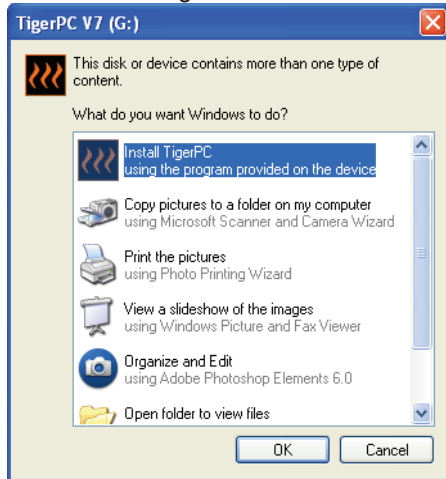 TigerPC V7 (G:)
This disk or device contains more than one type of
content.
What do you want Windows to do?
Install TigerPC
using the program provided on the device
Copy pictures to a folder on my computer
using Microsoft Scanner and Camera Wizard
Print the pictures
using Photo Printing Wizard
View a slideshow of the images
using Windows Picture and Fax Viewer
Organize and Edit
using Adobe Photoshop Elements 6.0
Open folder to view files
OK
Cancel